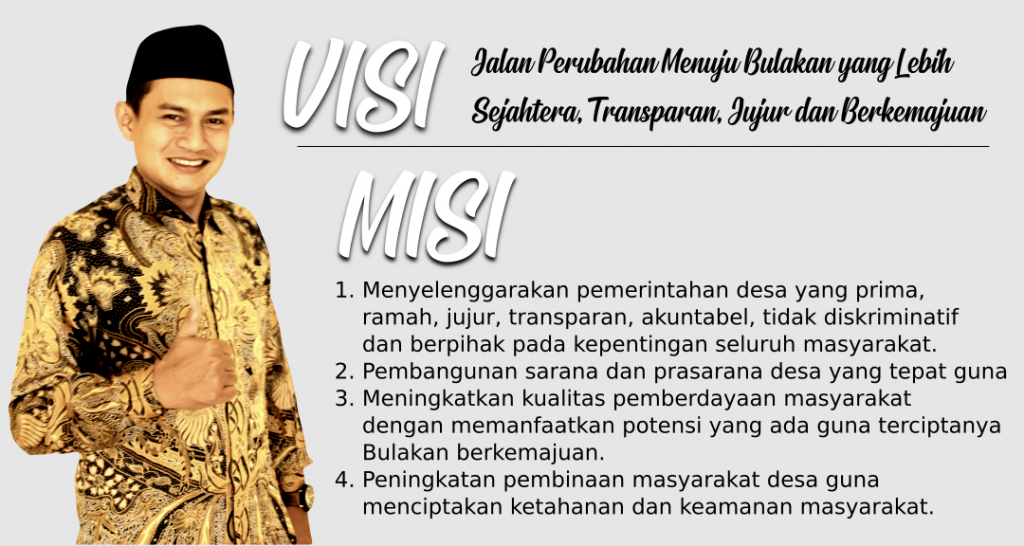 VISI
Jalan Perubahan Menuju Bulakan yang Lebih
Sejahtera, Transparan, Jujur dan Berkemajuan
MISI
1. Menyelenggarakan pemerintahan desa yang prima,
ramah, jujur, transparan, akuntabel, tidak diskriminatif
dan berpihak pada kepentingan seluruh masyarakat.
2. Pembangunan sarana dan prasarana desa yang tepat guna
3. Meningkatkan kualitas pemberdayaan masyarakat
dengan memanfaatkan potensi yang ada guna terciptanya
Bulakan berkemajuan.
4. Peningkatan pembinaan masyarakat desa guna
menciptakan ketahanan dan keamanan masyarakat.